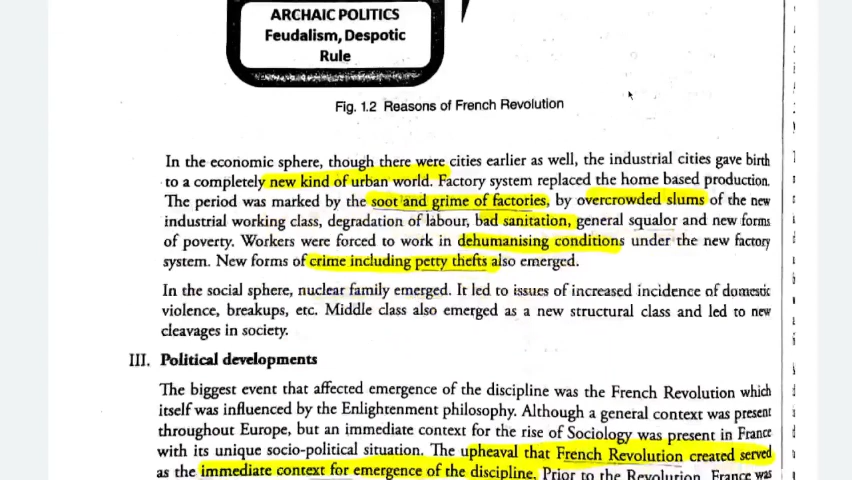 ARCHAIC POLITICS
Feudalism, Despotic
Rule
Fig. 1.2 Reasons of French Revolution
In the economic sphere, though there were cities earlier as well, the industrial cities gave birth
to a completely new kind of urban world. Factory system replaced the home based production.
The period was marked by the soot and grime of factories, by overcrowded slums of the new
industrial working class, degradation of labour, bad sanitation, general squalor and new forms
of poverty. Workers were forced to work in dehumanising conditions under the new factory
system. New forms of crime including petty thefts also emerged.
In the social sphere, nuclear family emerged. It led to issues of increased incidence of domestic
violence, breakups, etc. Middle class also emerged as a new structural class and led to new
cleavages in society.
III. Political developments
The biggest event that affected emergence of the discipline was the French Revolution which
itself was influenced by the Enlightenment philosophy. Although a general context was present
throughout Europe, but an immediate context for the rise of Sociology was present in France
with its unique socio-political situation. The upheaval that French Revolution created served
as the immediate context for emergence of the discipline. Prior to the Revolution, France was